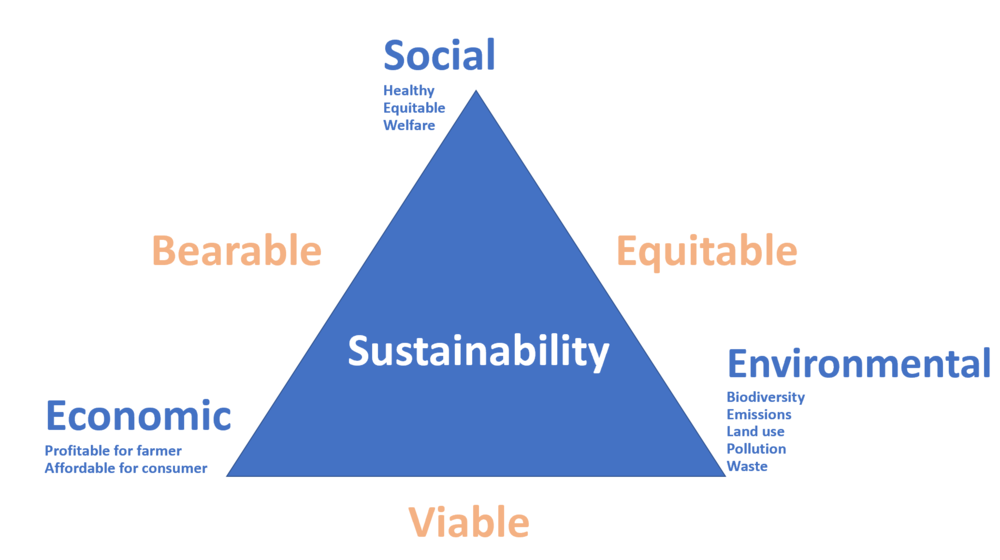 Social
Healthy
Equitable
Welfare
Bearable
Equitable
Sustainability
Environmental
Biodiversity
Emissions
Land use
Pollution
Waste
Economic
Profitable for farmer
Affordable for consumer
Viable